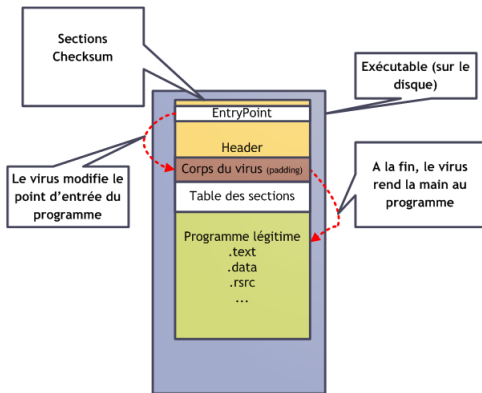 Sections
Checksum
Exécutable (sur le
disque)
EntryPoint
Header
Corps du virus (padding)
Le virus modifie le
point d'entrée du
programme
A la fin, le virus
rend la main au
programme
Table des sections
Programme légitime
.text
.data
.rsrc
...